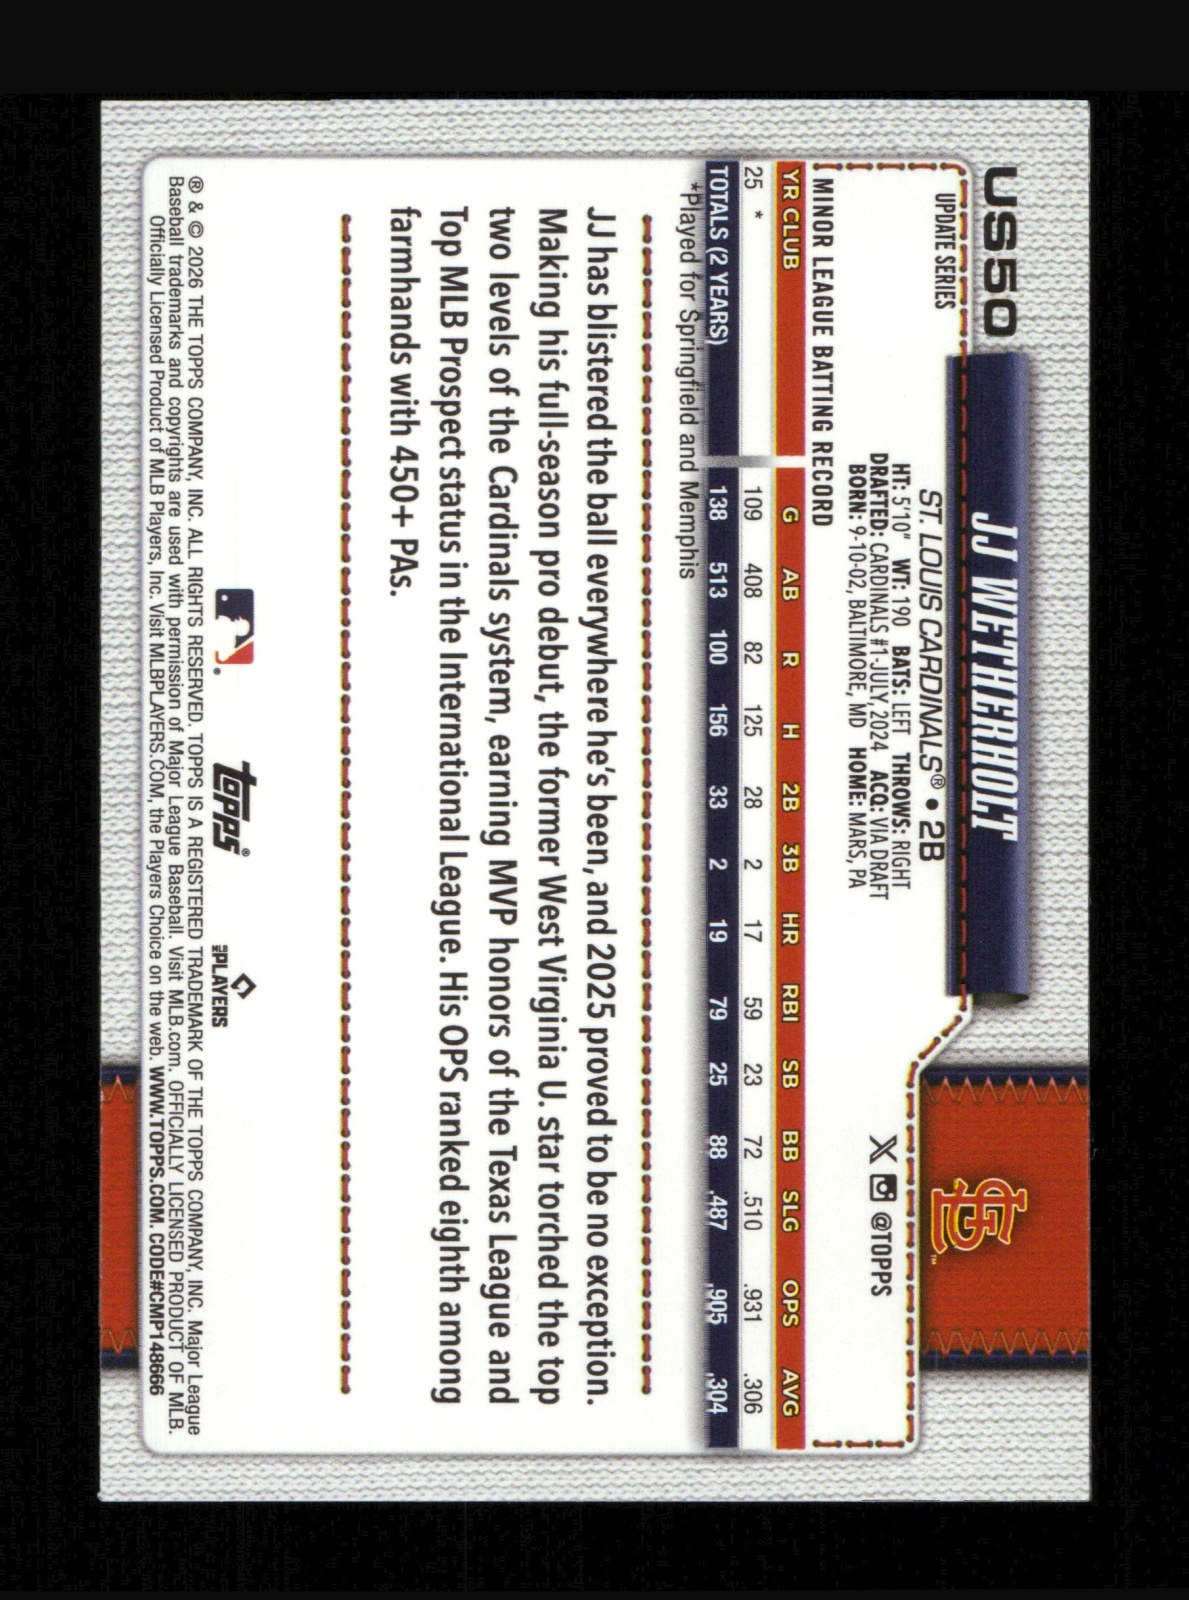 US50
UPDATE SERIES
JJ WETHERHOLT
ST. LOUIS CARDINALS® • 2B
HT: 5'10" WT: 190 BATS: LEFT THROWS: RIGHT
DRAFTED: CARDINALS #1-JULY, 2024 ACQ: VIA DRAFT
BORN: 9-10-02, BALTIMORE, MD HOME: MARS, PA
STL™
X @TOPPS
MINOR LEAGUE BATTING RECORD
YR CLUB G AB R H 2B 3B HR RBI SB BB SLG OPS AVG
25 * 109 408 82 125 28 2 17 59 23 72 .510 .931 .306
TOTALS (2 YEARS) 138 513 100 156 33 2 19 79 25 88 .487 .905 .304
*Played for Springfield and Memphis
JJ has blistered the ball everywhere he's been, and 2025 proved to be no exception.
Making his full-season pro debut, the former West Virginia U. star torched the top
two levels of the Cardinals system, earning MVP honors of the Texas League and
Top MLB Prospect status in the International League. His OPS ranked eighth among
farmhands with 450+ PAs.
topps®
MLB PLAYERS
® & © 2026 THE TOPPS COMPANY, INC. ALL RIGHTS RESERVED. TOPPS IS A REGISTERED TRADEMARK OF THE TOPPS COMPANY, INC. Major League
Baseball trademarks and copyrights are used with permission of Major League Baseball. Visit MLB.com. OFFICIALLY LICENSED PRODUCT OF MLB
Officially Licensed Product of MLB Players, Inc. Visit MLBPLAYERS.COM, the Players Choice on the web. WWW.TOPPS.COM. CODE#CMP148666